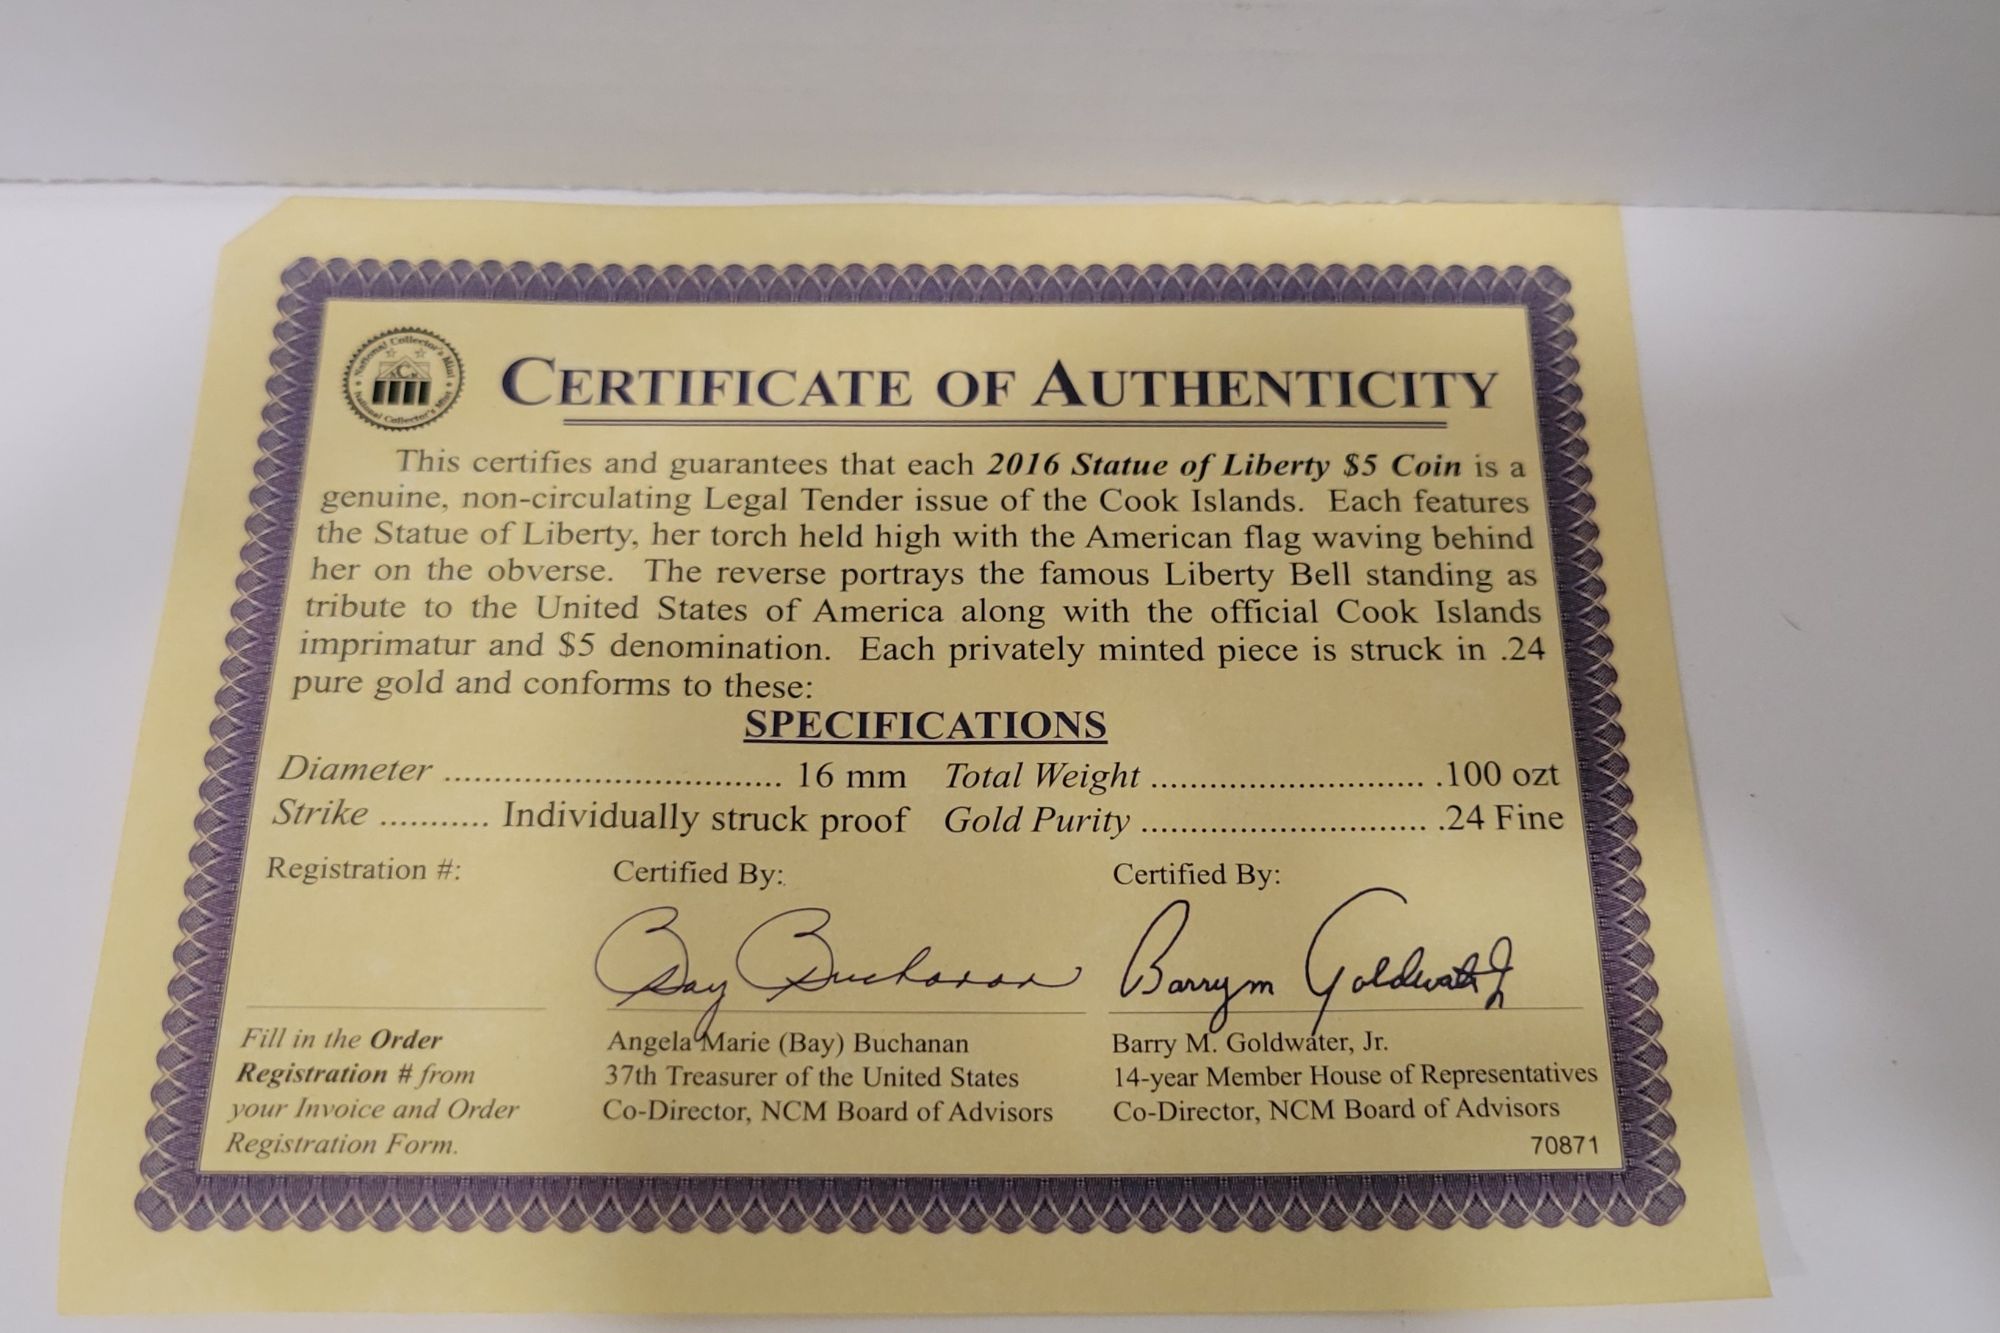 National Collector's Mint
NCM
National Collector's Mint
CERTIFICATE OF AUTHENTICITY
This certifies and guarantees that each 2016 Statue of Liberty $5 Coin is a
genuine, non-circulating Legal Tender issue of the Cook Islands. Each features
the Statue of Liberty, her torch held high with the American flag waving behind
her on the obverse. The reverse portrays the famous Liberty Bell standing as
tribute to the United States of America along with the official Cook Islands
imprimatur and $5 denomination. Each privately minted piece is struck in .24
pure gold and conforms to these:
SPECIFICATIONS
Diameter ................................. 16 mm Total Weight ........................... .100 ozt
Strike ........... Individually struck proof Gold Purity ............................ .24 Fine
Registration #: Certified By: Certified By:
Bay Buchanan Barry M Goldwater Jr
Fill in the Order Angela Marie (Bay) Buchanan Barry M. Goldwater, Jr.
Registration # from 37th Treasurer of the United States 14-year Member House of Representatives
your Invoice and Order Co-Director, NCM Board of Advisors Co-Director, NCM Board of Advisors
Registration Form. 70871